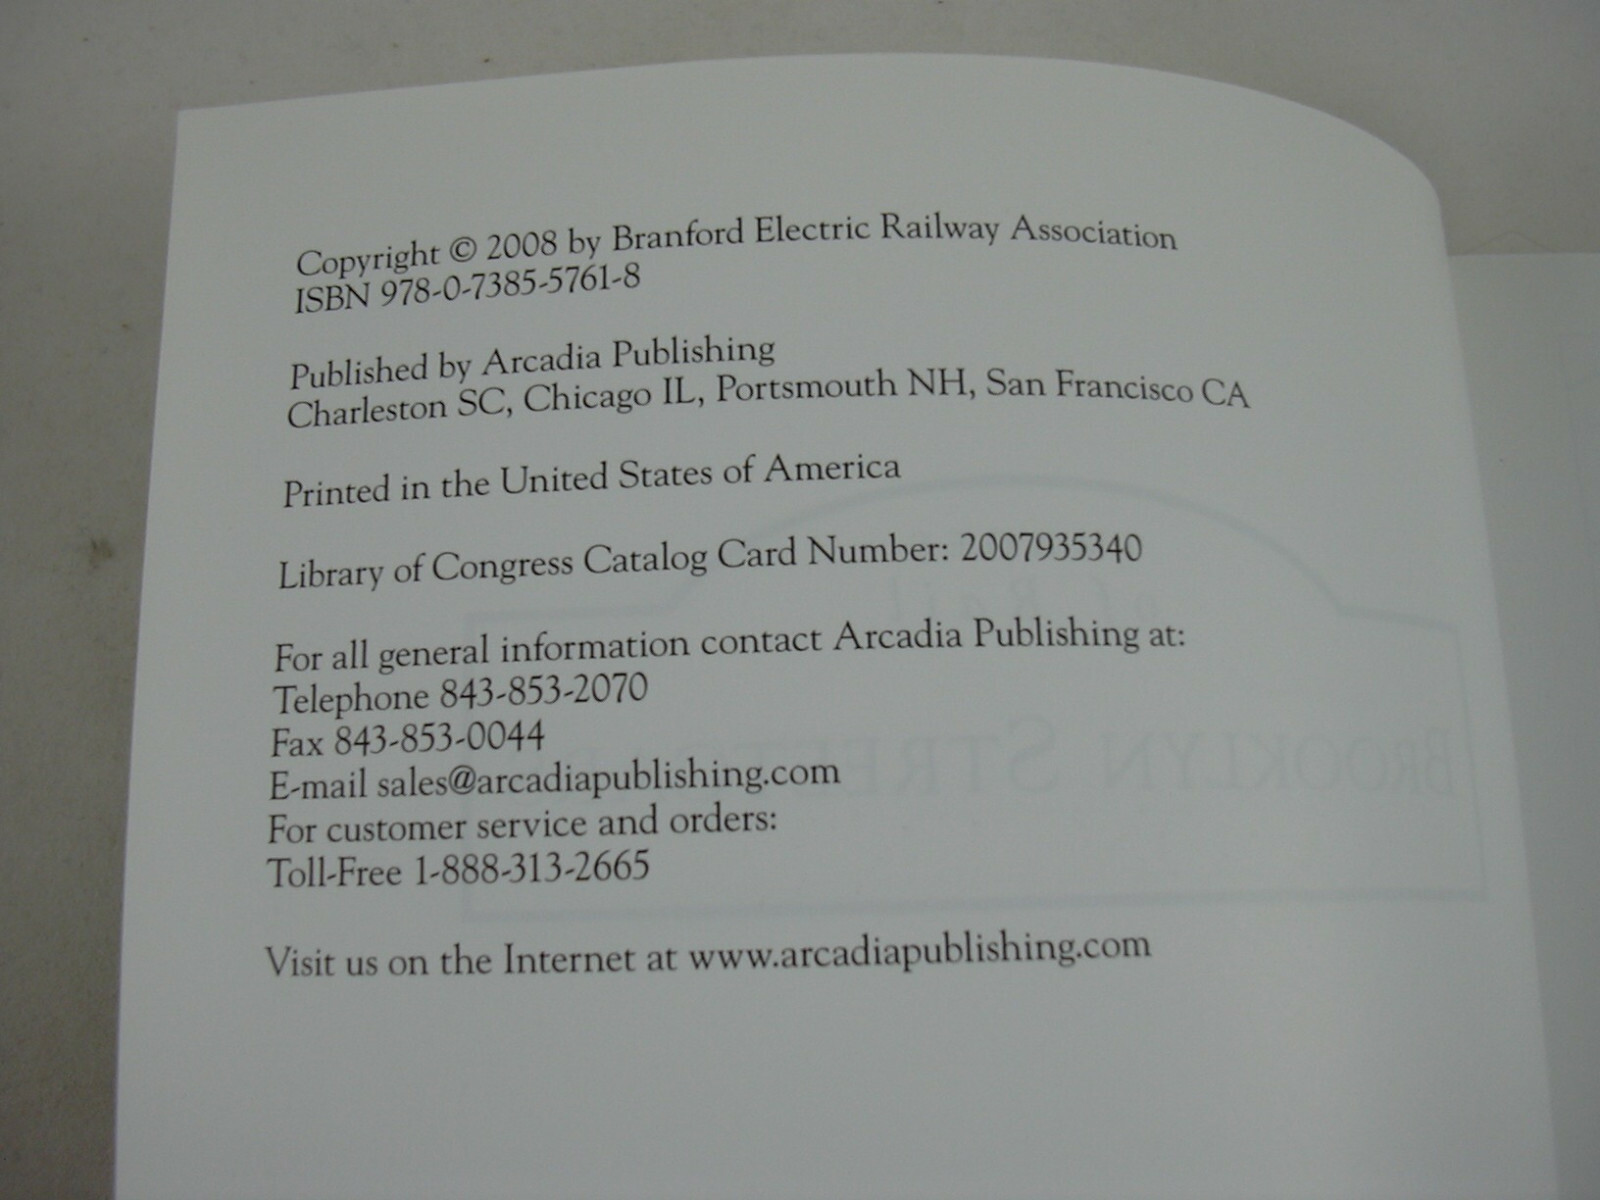 Copyright © 2008 by Branford Electric Railway Association
ISBN 978-0-7385-5761-8
Published by Arcadia Publishing
Charleston SC, Chicago IL, Portsmouth NH, San Francisco CA
Printed in the United States of America
Library of Congress Catalog Card Number: 2007935340
For all general information contact Arcadia Publishing at:
Telephone 843-853-2070
Fax 843-853-0044
E-mail sales@arcadiapublishing.com
For customer service and orders:
Toll-Free 1-888-313-2665
Visit us on the Internet at www.arcadiapublishing.com